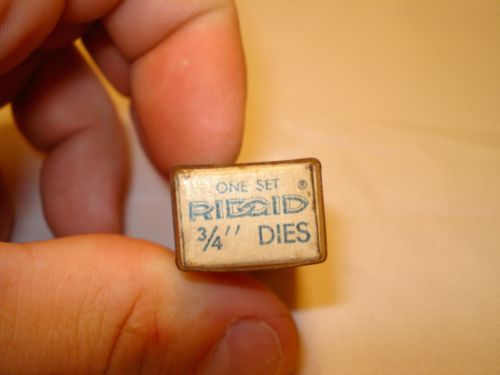 ONE SET
RIDGID ®
3/4" DIES